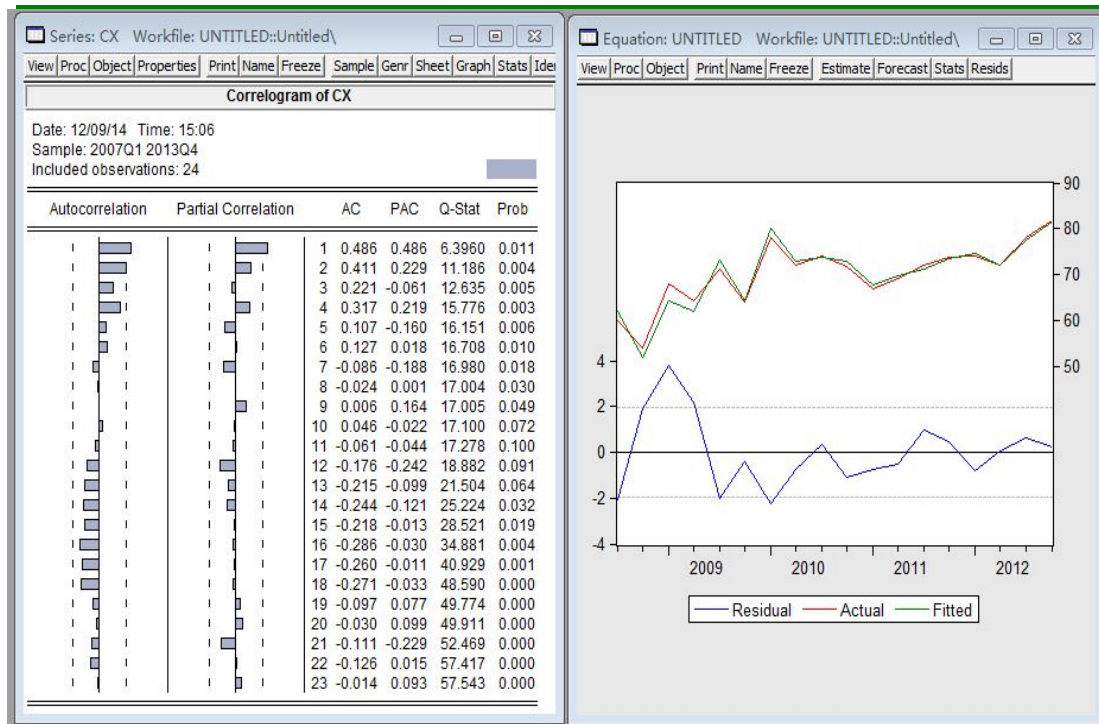 Series: CX Workfile: UNTITLED::Untitled\
View Proc Object Properties Print Name Freeze Sample Genr Sheet Graph Stats Ide
Correlogram of CX
Date: 12/09/14 Time: 15:06
Sample: 2007Q1 2013Q4
Included observations: 24
Autocorrelation Partial Correlation AC PAC Q-Stat Prob
1 0.486 0.486 6.3960 0.011
2 0.411 0.229 11.186 0.004
3 0.221 -0.061 12.635 0.005
4 0.317 0.219 15.776 0.003
5 0.107 -0.160 16.151 0.006
6 0.127 0.018 16.708 0.010
7 -0.086 -0.188 16.980 0.018
8 -0.024 0.001 17.004 0.030
9 0.006 0.164 17.005 0.049
10 0.046 -0.022 17.100 0.072
11 -0.061 -0.044 17.278 0.100
12 -0.176 -0.242 18.882 0.091
13 -0.215 -0.099 21.504 0.064
14 -0.244 -0.121 25.224 0.032
15 -0.218 -0.013 28.521 0.019
16 -0.286 -0.030 34.881 0.004
17 -0.260 -0.011 40.929 0.001
18 -0.271 -0.033 48.590 0.000
19 -0.097 0.077 49.774 0.000
20 -0.030 0.099 49.911 0.000
21 -0.111 -0.229 52.469 0.000
22 -0.126 0.015 57.417 0.000
23 -0.014 0.093 57.543 0.000
Equation: UNTITLED Workfile: UNTITLED::Untitled\
View Proc Object Print Name Freeze Estimate Forecast Stats Resids
90
80
70
60
50
4
2
0
-2
-4
2009 2010 2011 2012
Residual Actual Fitted